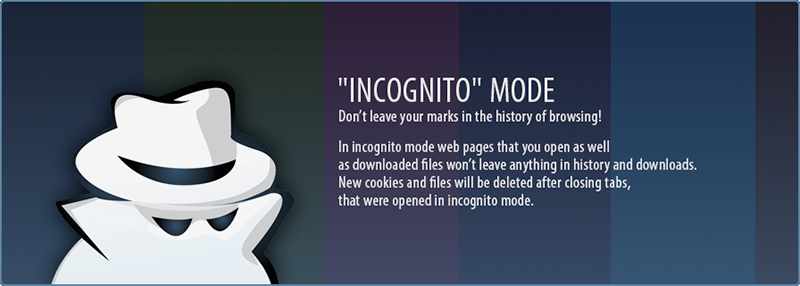 "INCOGNITO" MODE
Don't leave your marks in the history of browsing!
In incognito mode web pages that you open as well
as downloaded files won't leave anything in history and downloads.
New cookies and files will be deleted after closing tabs,
that were opened in incognito mode.